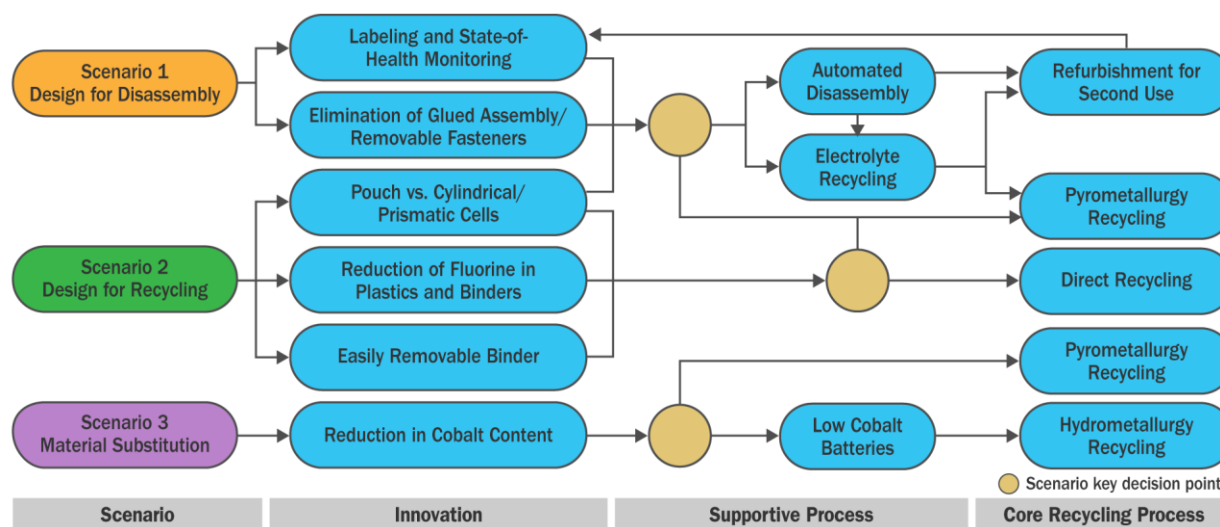 Labeling and State-of-
Health Monitoring
Scenario 1
Design for Disassembly
Automated
Disassembly
Refurbishment for
Second Use
Elimination of Glued Assembly/
Removable Fasteners
Electrolyte
Recycling
Pouch vs. Cylindrical/
Prismatic Cells
Pyrometallurgy
Recycling
Scenario 2
Design for Recycling
Reduction of Fluorine in
Plastics and Binders
Direct Recycling
Easily Removable Binder
Pyrometallurgy
Recycling
Scenario 3
Material Substitution
Reduction in Cobalt Content
Low Cobalt
Batteries
Hydrometallurgy
Recycling
Scenario key decision point
Scenario
Innovation
Supportive Process
Core Recycling Process